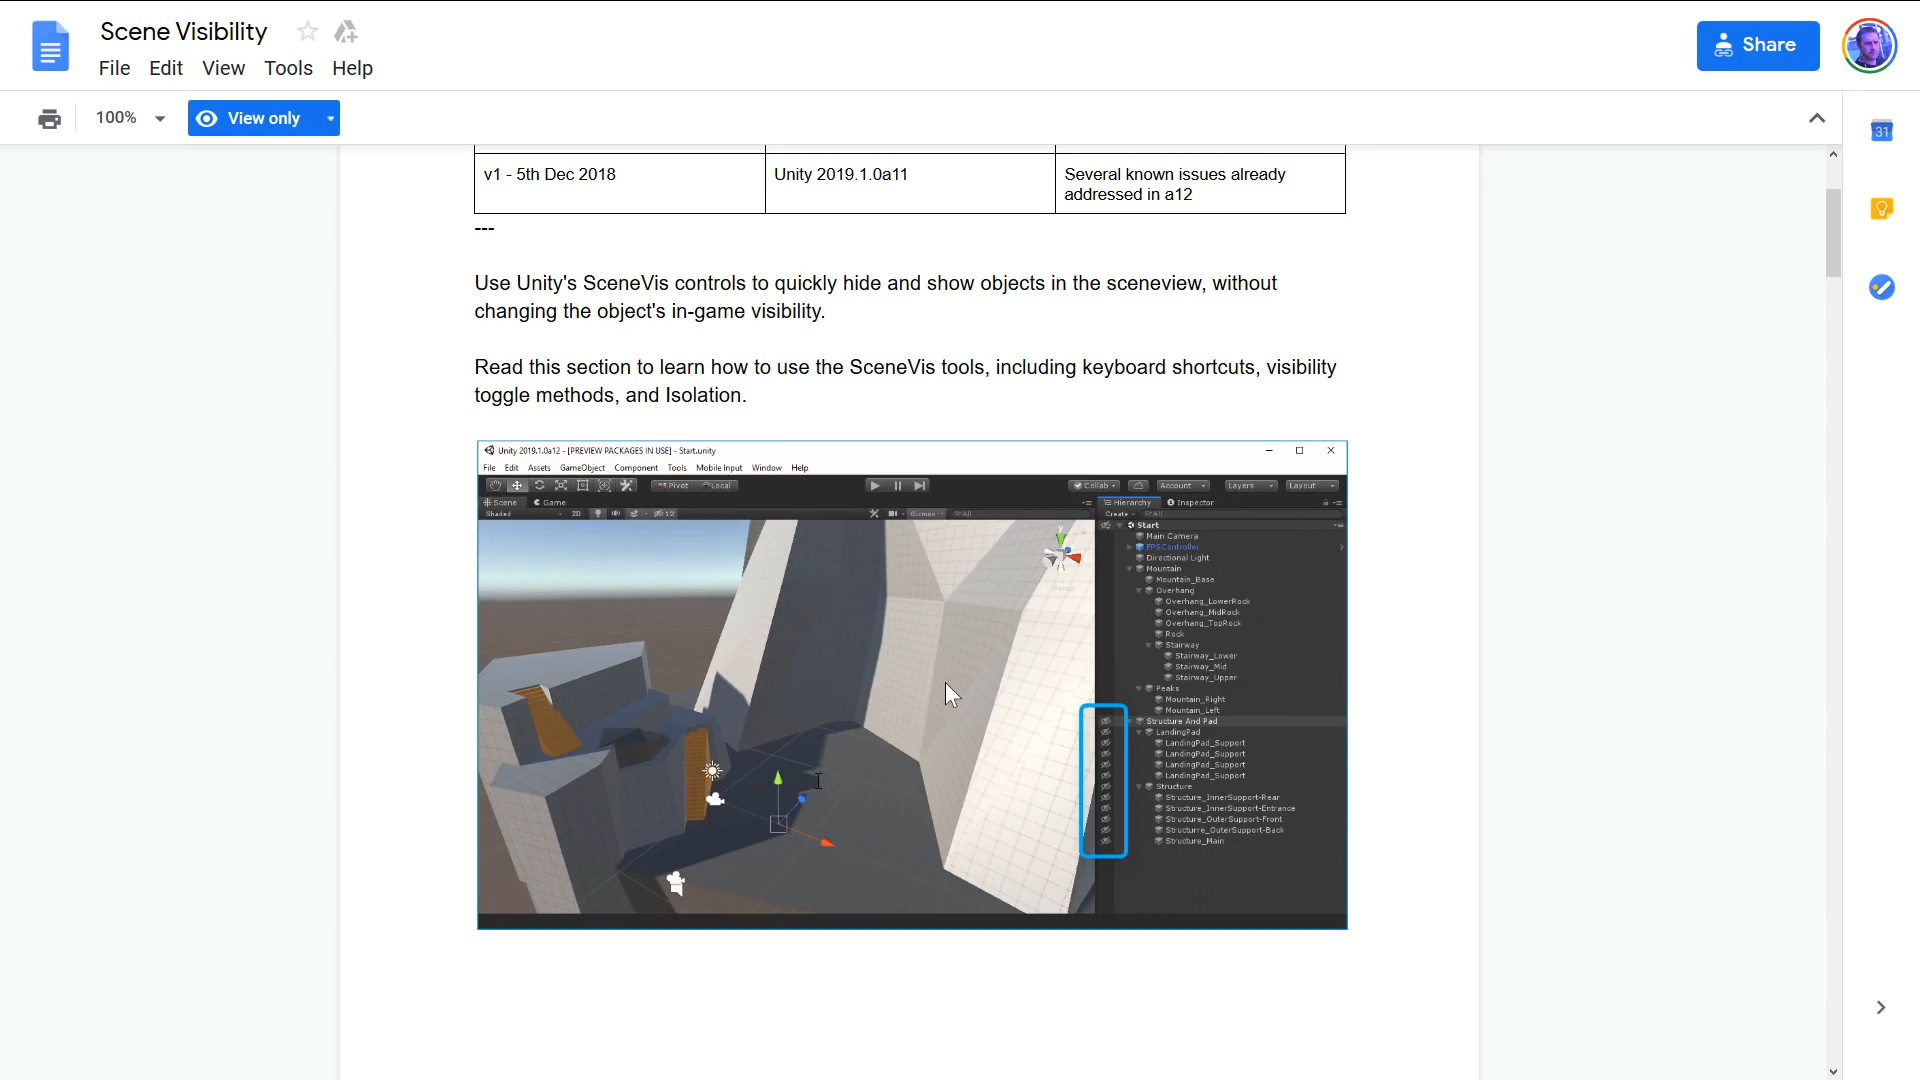 Scene Visibility
File Edit View Tools Help
Share
100%
View only
31
v1 - 5th Dec 2018
Unity 2019.1.0a11
Several known issues already
addressed in a12
---
Use Unity's SceneVis controls to quickly hide and show objects in the sceneview, without
changing the object's in-game visibility.
Read this section to learn how to use the SceneVis tools, including keyboard shortcuts, visibility
toggle methods, and Isolation.
Unity 2019.1.0a12 - [PREVIEW PACKAGES IN USE] - Start.unity
File Edit Assets GameObject Component Tools Mobile Input Window Help
Pivot Local Collab Account Layers Layout
Scene Game Hierarchy Inspector
Shaded 2D 12 Gizmos All Create All
Start
Main Camera
FPSController
Directional Light
Mountain
Mountain_Base
Overhang
Overhang_LowerRock
Overhang_MidRock
Overhang_TopRock
Rock
Stairway
Stairway_Lower
Stairway_Mid
Stairway_Upper
Peaks
Mountain_Right
Mountain_Left
Structure And Pad
LandingPad
LandingPad_Support
LandingPad_Support
LandingPad_Support
LandingPad_Support
Structure
Structure_InnerSupport-Rear
Structure_InnerSupport-Entrance
Structure_OuterSupport-Front
Structurre_OuterSupport-Back
Structure_Main
y
Persp